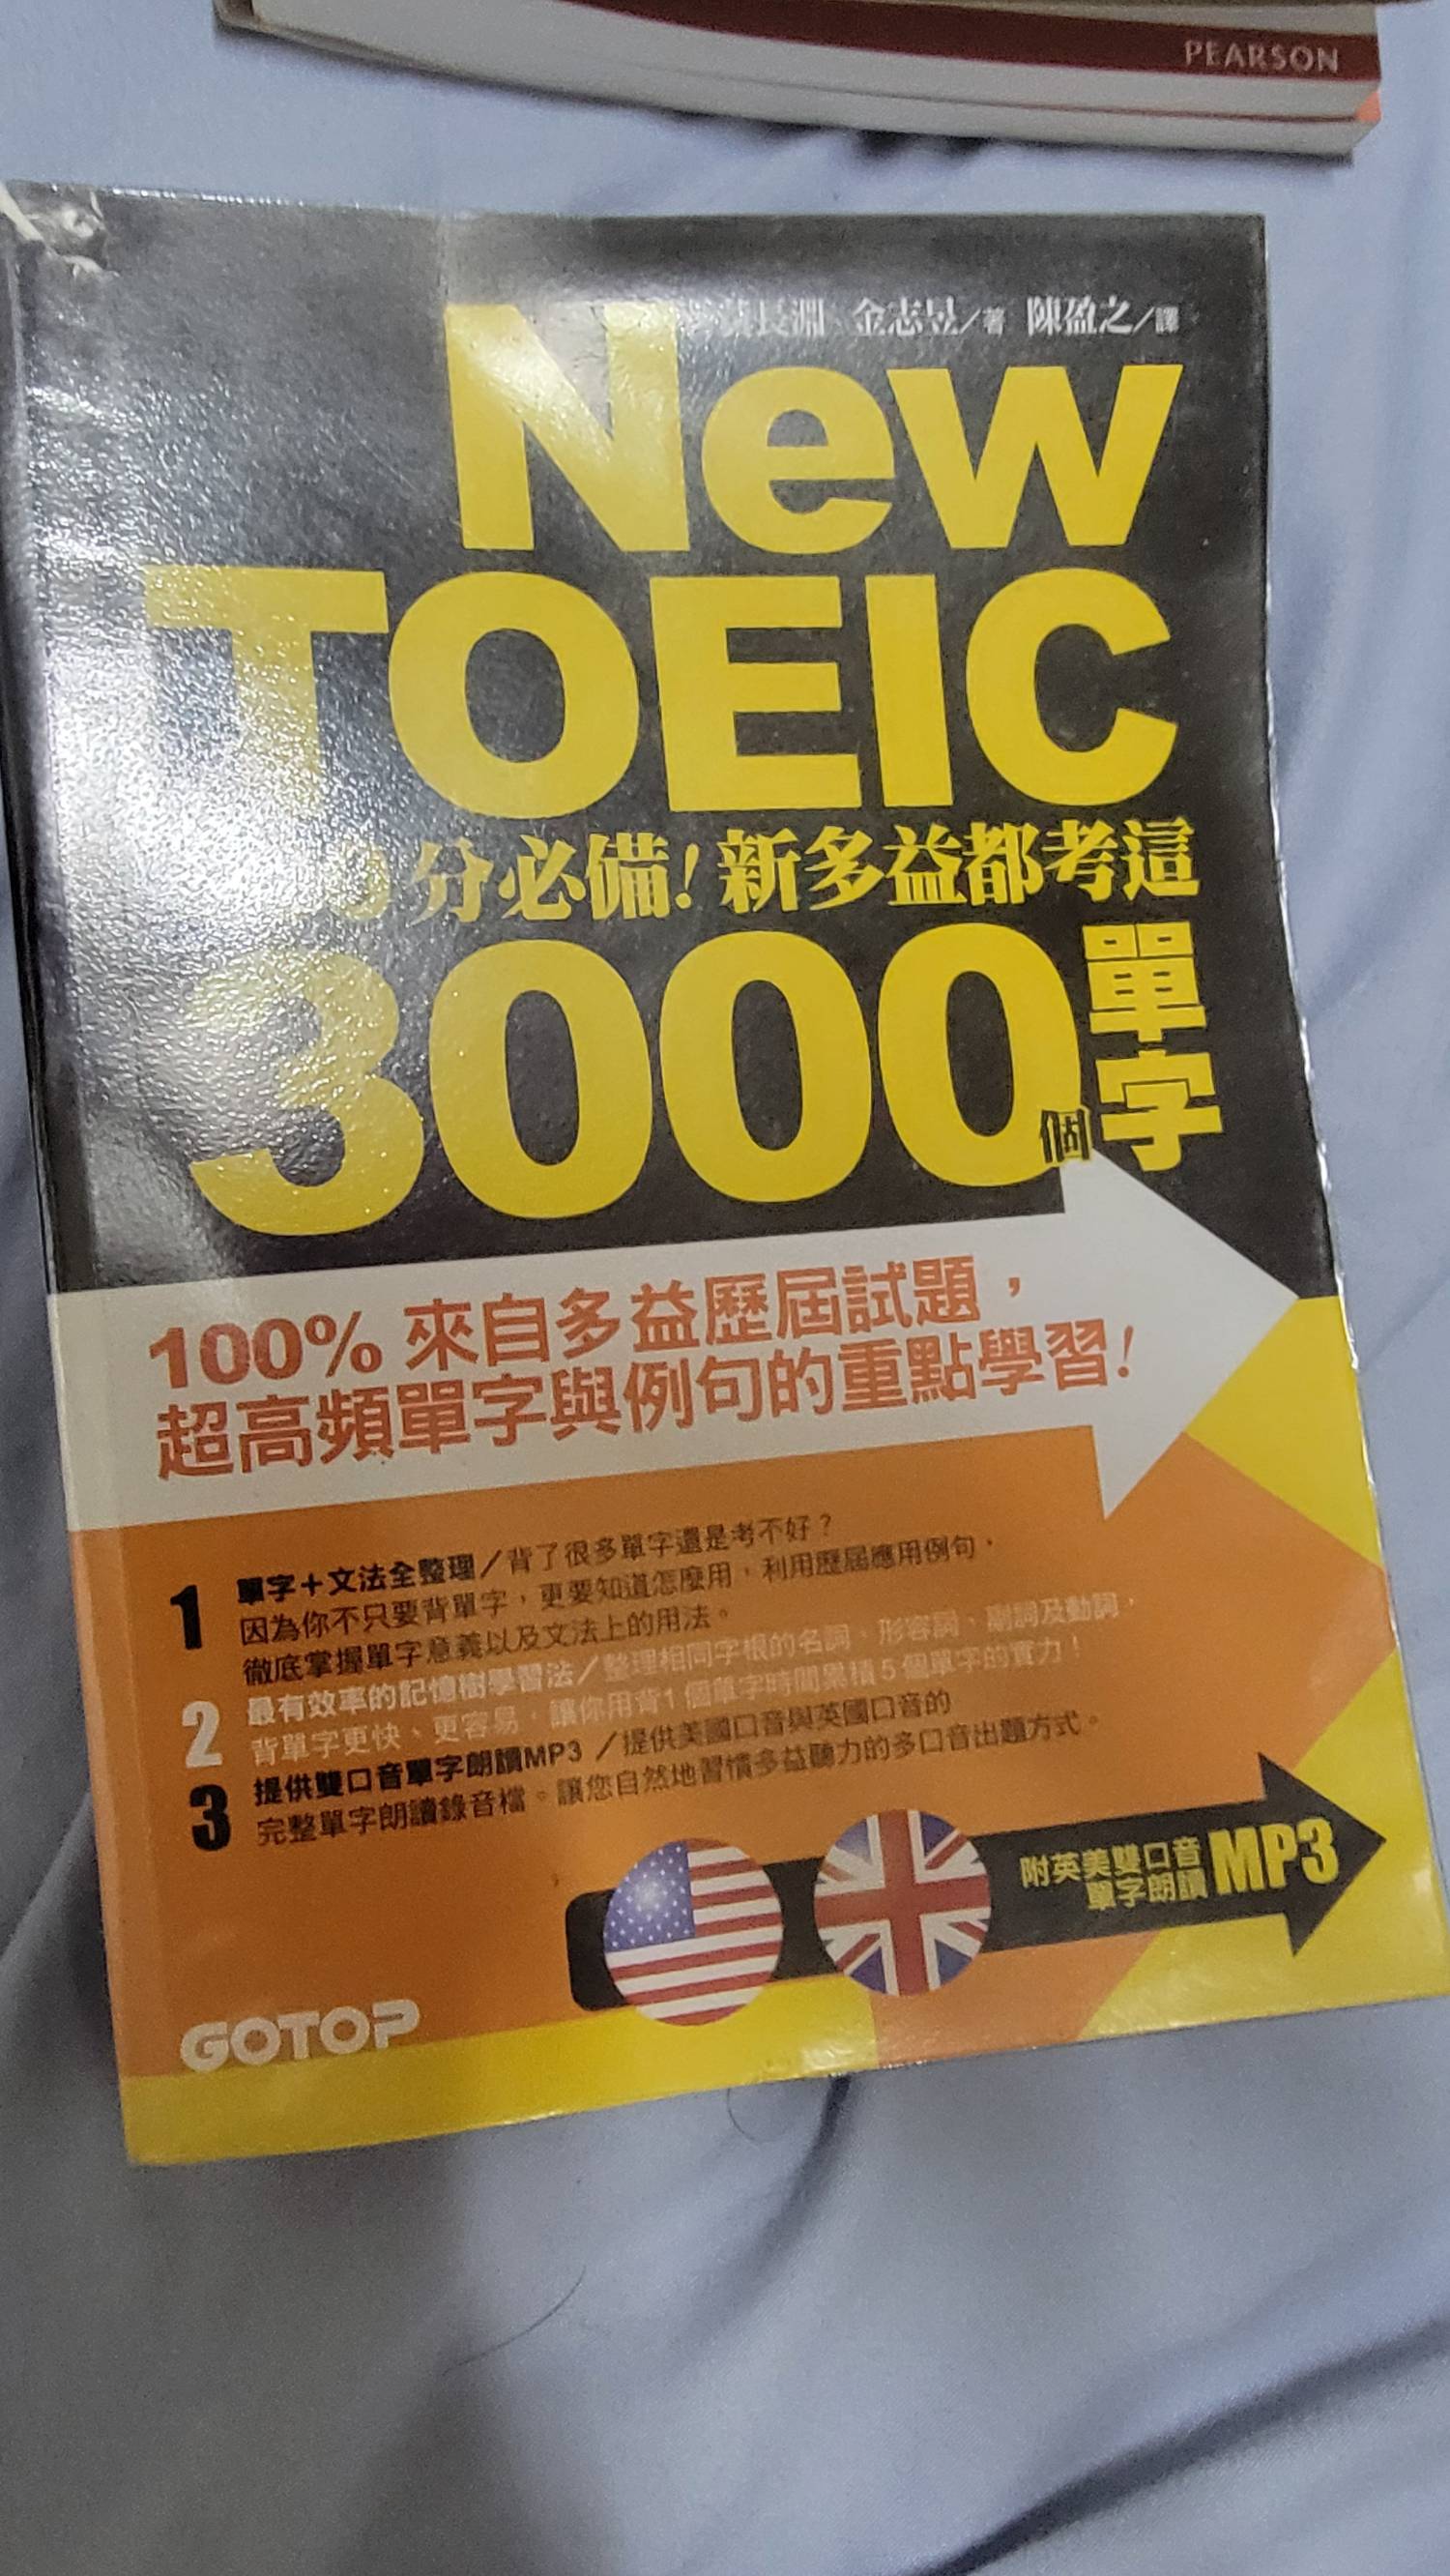 PEARSON
長淵、金志昱/著 陳盈之/譯
New
TOEIC
分必備!新多益都考這
3000個單字
100% 來自多益歷屆試題,
超高頻單字與例句的重點學習!
1 單字+文法全整理/背了很多單字還是考不好?
因為你不只要背單字,更要知道怎麼用,利用歷屆應用例句,
徹底掌握單字意義以及文法上的用法。
2 最有效率的記憶樹學習法/整理相同字根的名詞、形容詞、副詞及動詞,
背單字更快、更容易,讓你用背1個單字時間累積5個單字的實力!
3 提供雙口音單字朗讀MP3/提供美國口音與英國口音的
完整單字朗讀錄音檔。讓您自然地習慣多益聽力的多口音出題方式。
附英美雙口音
單字朗讀 MP3
GOTOP